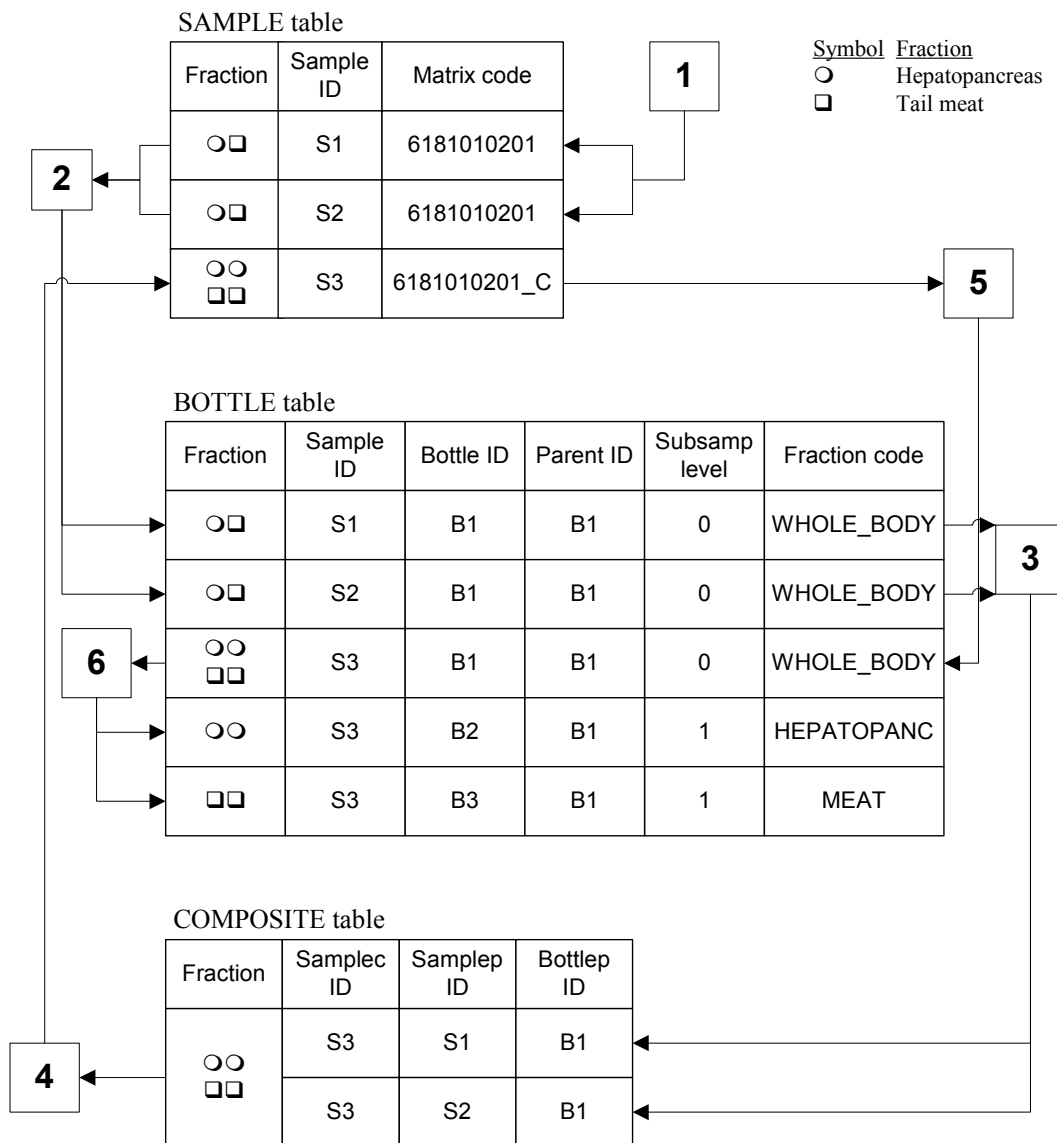 SAMPLE table
Fraction Sample ID Matrix code
S1 6181010201
S2 6181010201
S3 6181010201_C
1
Symbol Fraction
Hepatopancreas
Tail meat
2
5
BOTTLE table
Fraction Sample ID Bottle ID Parent ID Subsamp level Fraction code
S1 B1 B1 0 WHOLE_BODY
S2 B1 B1 0 WHOLE_BODY
S3 B1 B1 0 WHOLE_BODY
S3 B2 B1 1 HEPATOPANC
S3 B3 B1 1 MEAT
3
6
COMPOSITE table
Fraction Samplec ID Samplep ID Bottlep ID
S3 S1 B1
S3 S2 B1
4